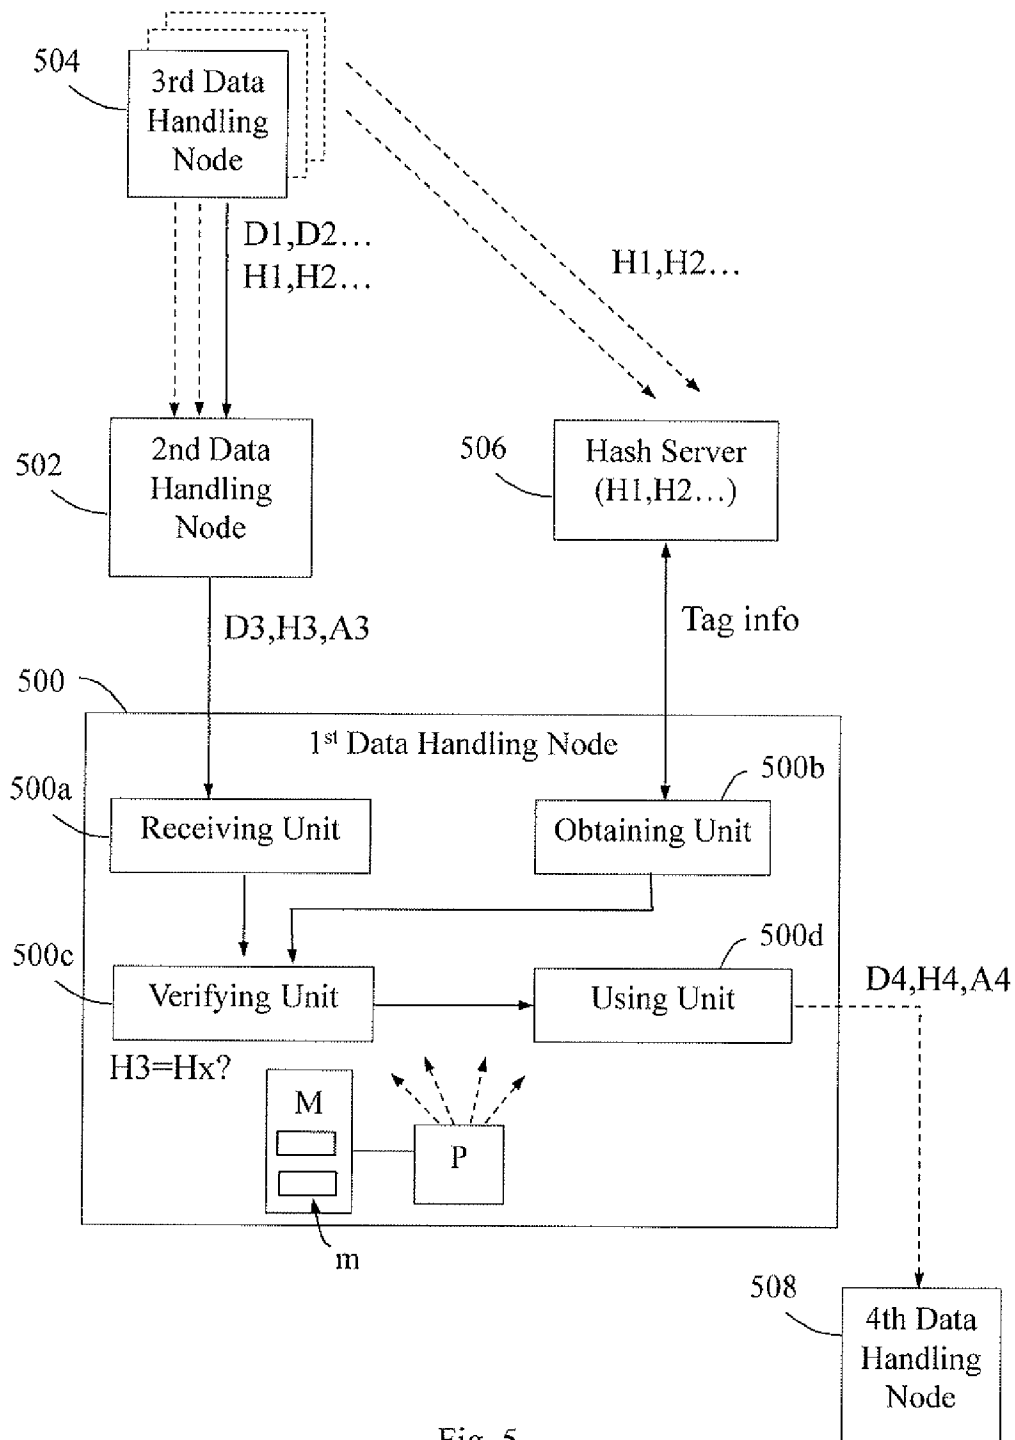 504
3rd Data
Handling
Node
D1,D2...
H1,H2...
H1,H2...
502
2nd Data
Handling
Node
506
Hash Server
(H1,H2...)
D3,H3,A3
Tag info
500
1st Data Handling Node
500a
Receiving Unit
500b
Obtaining Unit
500c
Verifying Unit
500d
Using Unit
D4,H4,A4
H3=Hx?
M
P
m
508
4th Data
Handling
Node
Fig. 5